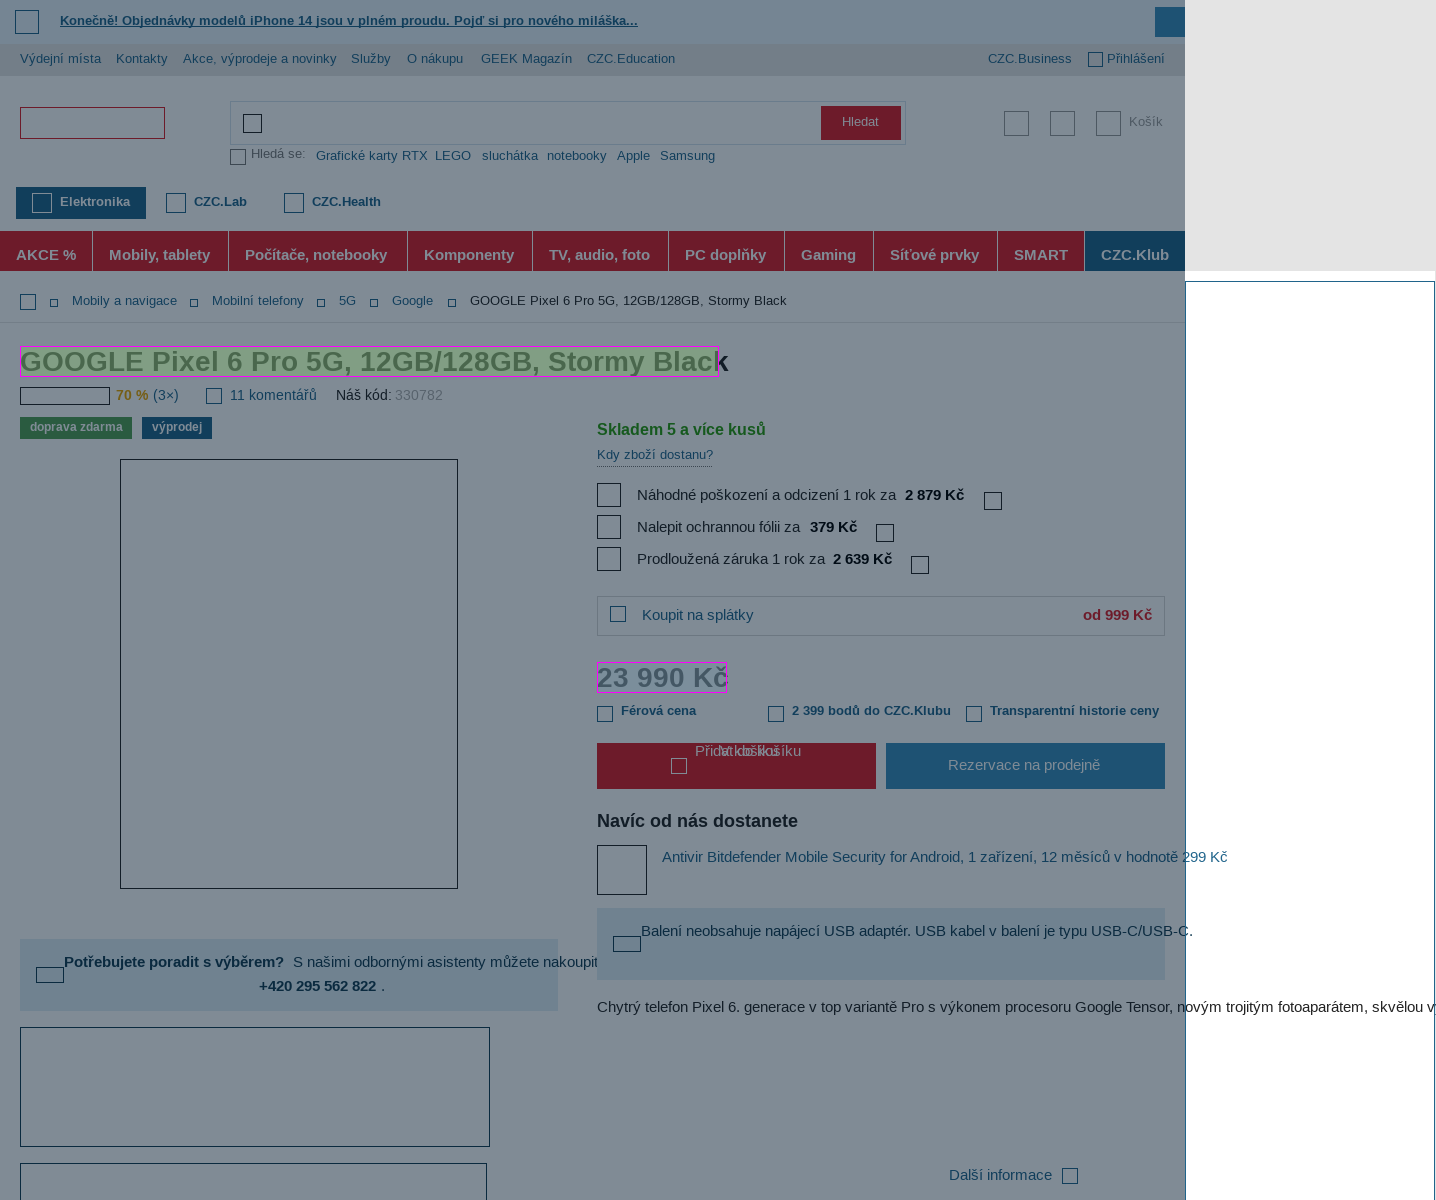 Konečně! Objednávky modelů iPhone 14 jsou v plném proudu. Pojď si pro nového miláška...
Výdejní místa Kontakty Akce, výprodeje a novinky Služby O nákupu GEEK Magazín CZC.Education CZC.Business Přihlášení
Hledat Košík
Hledá se: Grafické karty RTX LEGO sluchátka notebooky Apple Samsung
Elektronika CZC.Lab CZC.Health
AKCE % Mobily, tablety Počítače, notebooky Komponenty TV, audio, foto PC doplňky Gaming Síťové prvky SMART CZC.Klub
Mobily a navigace Mobilní telefony 5G Google GOOGLE Pixel 6 Pro 5G, 12GB/128GB, Stormy Black
GOOGLE Pixel 6 Pro 5G, 12GB/128GB, Stormy Black
70 % (3×) 11 komentářů Náš kód: 330782
doprava zdarma výprodej
Skladem 5 a více kusů
Kdy zboží dostanu?
Náhodné poškození a odcizení 1 rok za 2 879 Kč
Nalepit ochrannou fólii za 379 Kč
Prodloužená záruka 1 rok za 2 639 Kč
Koupit na splátky od 999 Kč
23 990 Kč
Férová cena 2 399 bodů do CZC.Klubu Transparentní historie ceny
Přidat do košíku V košíku
Rezervace na prodejně
Navíc od nás dostanete
Antivir Bitdefender Mobile Security for Android, 1 zařízení, 12 měsíců v hodnotě 299 Kč
Balení neobsahuje napájecí USB adaptér. USB kabel v balení je typu USB-C/USB-C.
Potřebujete poradit s výběrem? S našimi odbornými asistenty můžete nakoupit
+420 295 562 822 .
Chytrý telefon Pixel 6. generace v top variantě Pro s výkonem procesoru Google Tensor, novým trojitým fotoaparátem, skvělou
Další informace